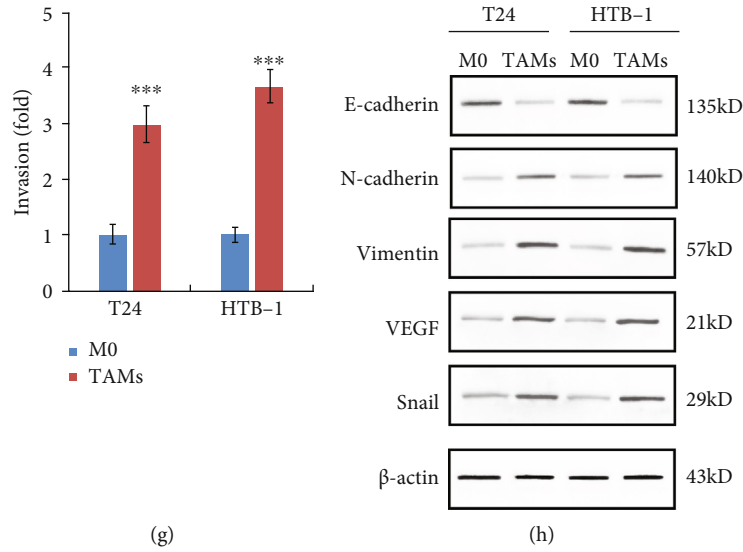 5
4
3
2
1
0
Invasion (fold)
***
***
T24
HTB–1
M0
TAMs
(g)
T24 HTB–1
M0 TAMs M0 TAMs
E-cadherin 135kD
N-cadherin 140kD
Vimentin 57kD
VEGF 21kD
Snail 29kD
β-actin 43kD
(h)